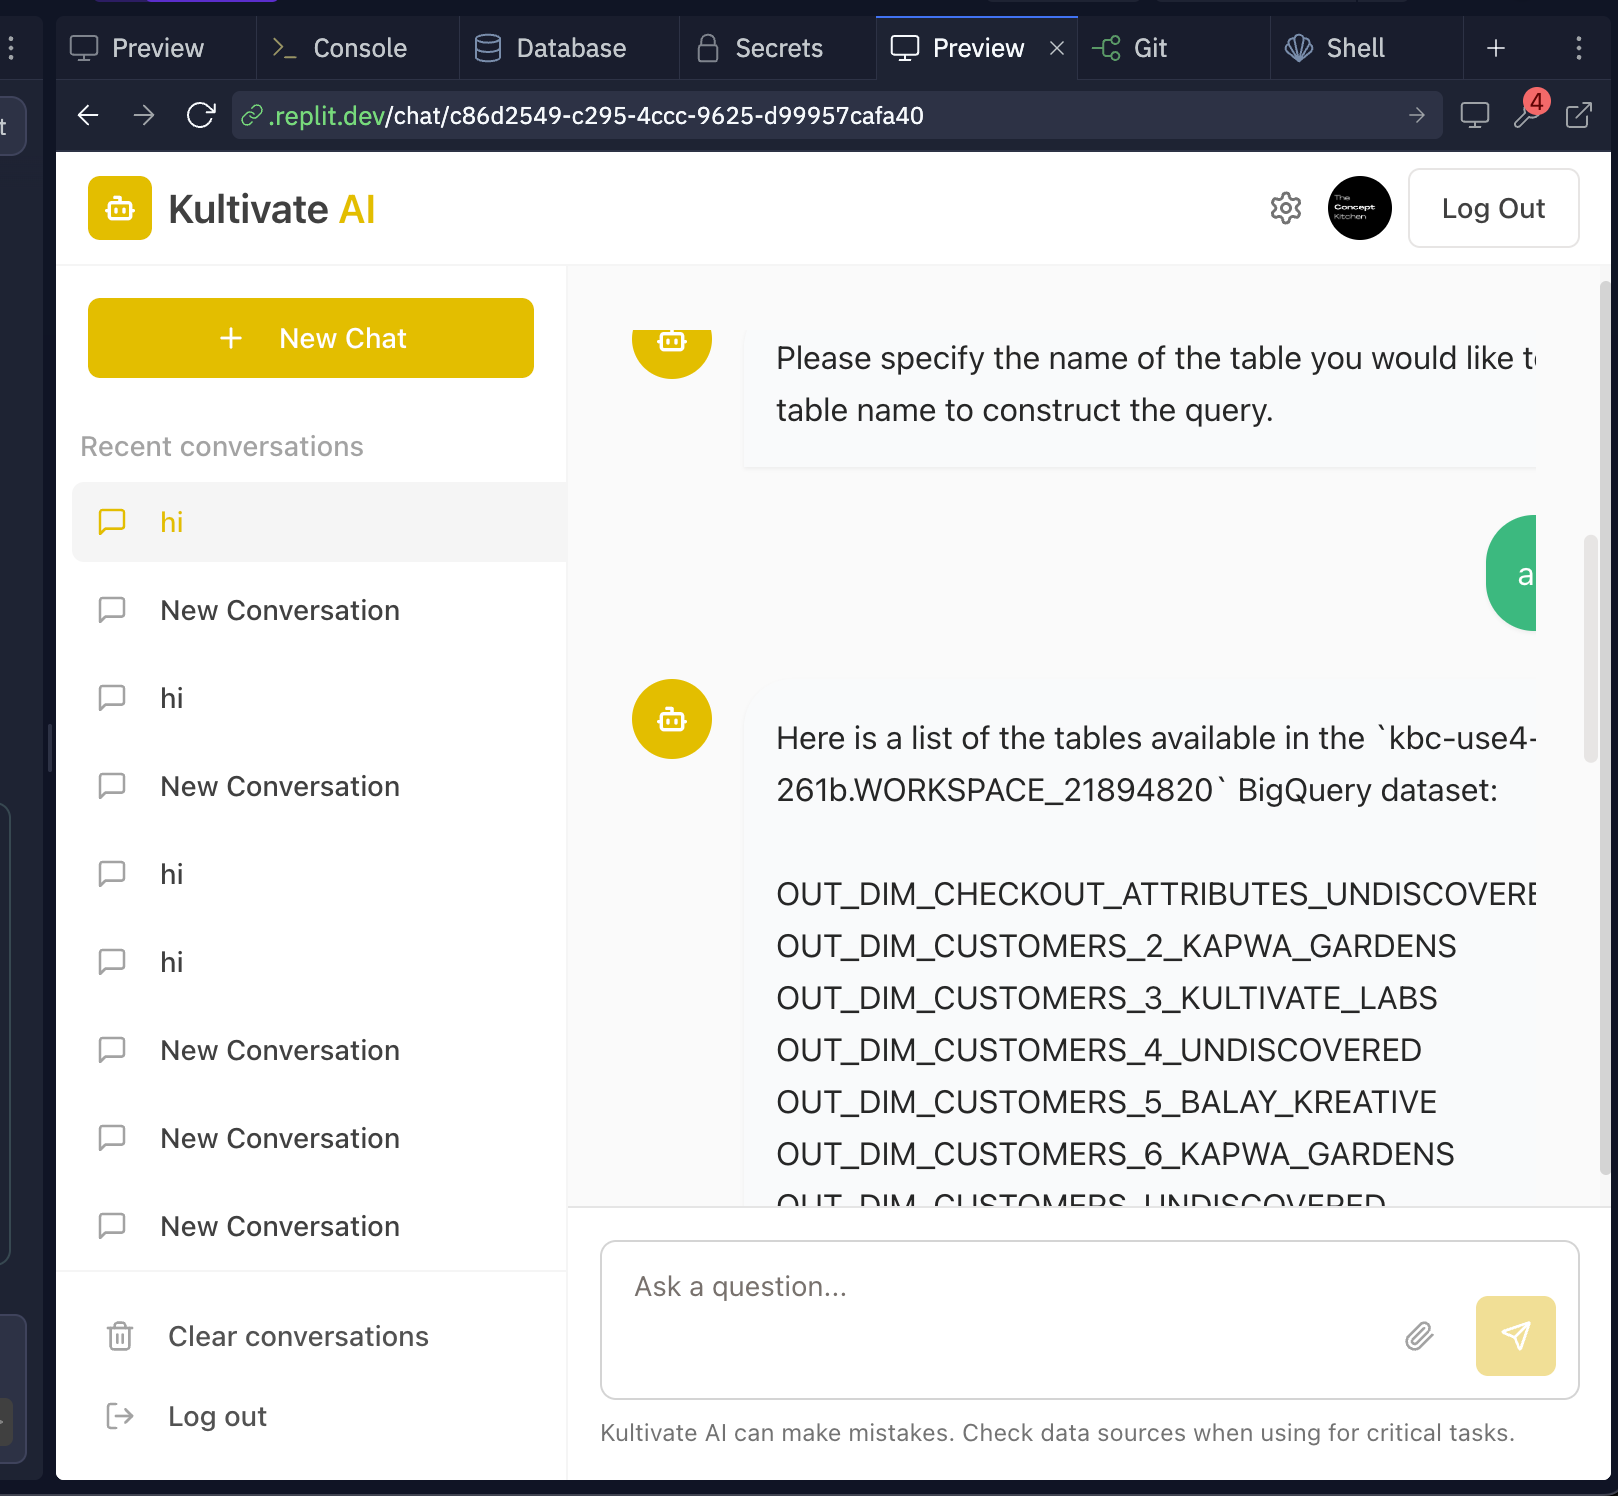 Preview
Console
Database
Secrets
Preview
Git
Shell
.replit.dev/chat/c86d2549-c295-4ccc-9625-d99957cafa40
4
Kultivate AI
The
Concept
Kitchen
Log Out
New Chat
Recent conversations
hi
New Conversation
hi
New Conversation
hi
hi
New Conversation
New Conversation
New Conversation
Clear conversations
Log out
Please specify the name of the table you would like
table name to construct the query.
a
Here is a list of the tables available in the `kbc-use4-
261b.WORKSPACE_21894820` BigQuery dataset:
OUT_DIM_CHECKOUT_ATTRIBUTES_UNDISCOVERE
OUT_DIM_CUSTOMERS_2_KAPWA_GARDENS
OUT_DIM_CUSTOMERS_3_KULTIVATE_LABS
OUT_DIM_CUSTOMERS_4_UNDISCOVERED
OUT_DIM_CUSTOMERS_5_BALAY_KREATIVE
OUT_DIM_CUSTOMERS_6_KAPWA_GARDENS
OUT_DIM_CUSTOMERS_UNDISCOVERED
Ask a question...
Kultivate AI can make mistakes. Check data sources when using for critical tasks.